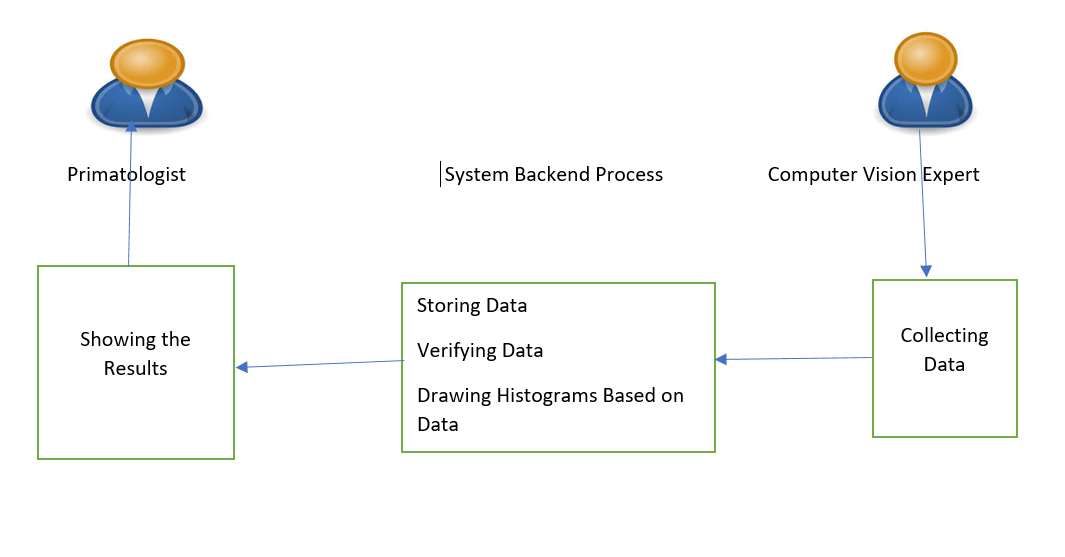 Primatologist
System Backend Process
Computer Vision Expert
Showing the
Results
Storing Data
Verifying Data
Drawing Histograms Based on
Data
Collecting
Data